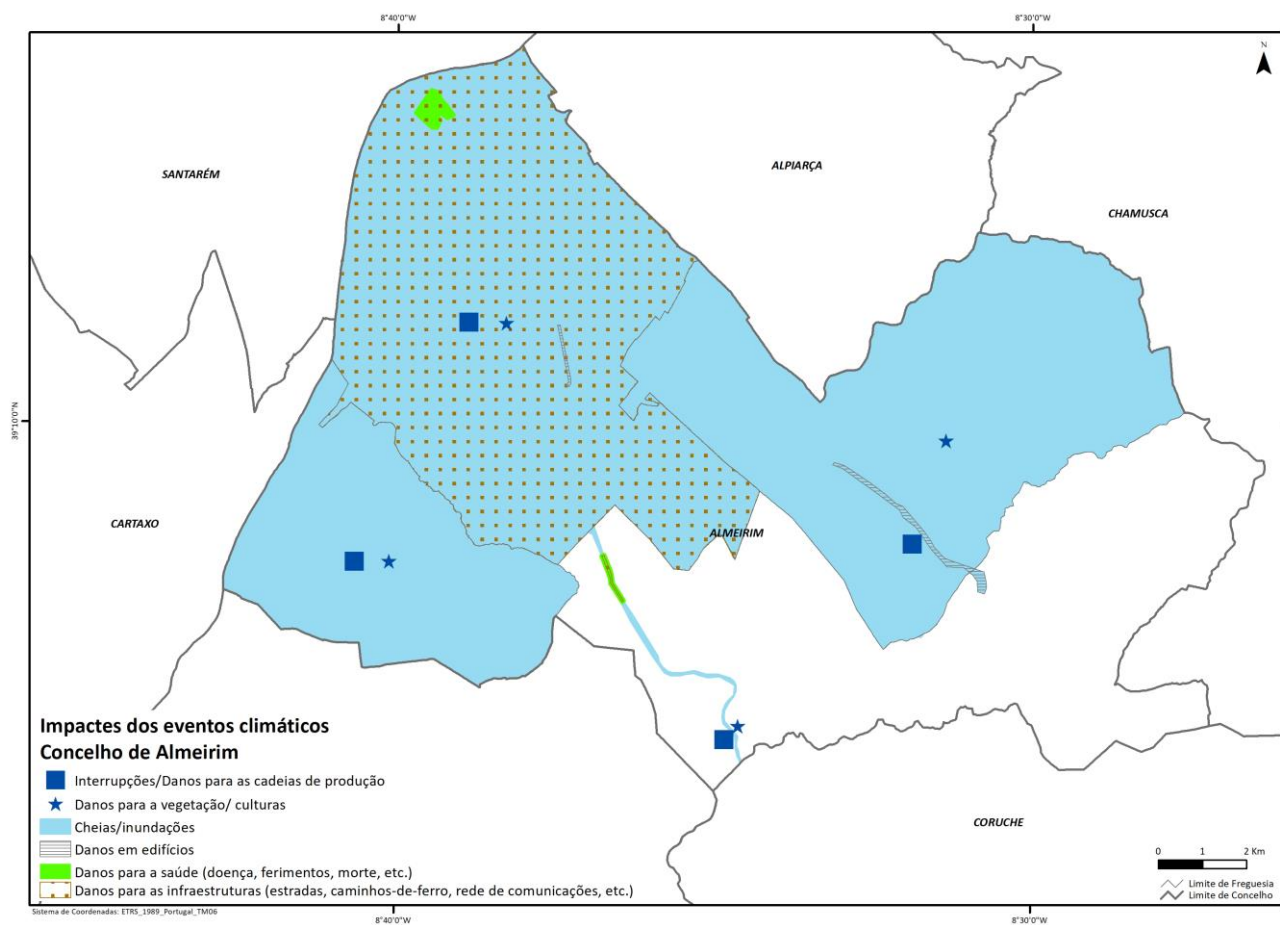 8°40'0"W
8°30'0"W
N
SANTARÉM
ALPIARÇA
CHAMUSCA
39°10'0"N
CARTAXO
ALMEIRIM
CORUCHE
Impactes dos eventos climáticos
Concelho de Almeirim
Interrupções/Danos para as cadeias de produção
Danos para a vegetação/ culturas
Cheias/inundações
Danos em edifícios
Danos para a saúde (doença, ferimentos, morte, etc.)
Danos para as infraestruturas (estradas, caminhos-de-ferro, rede de comunicações, etc.)
0 1 2 Km
Limite de Freguesia
Limite de Concelho
Sistema de Coordenadas: ETRS_1989_Portugal_TM06
8°40'0"W
8°30'0"W